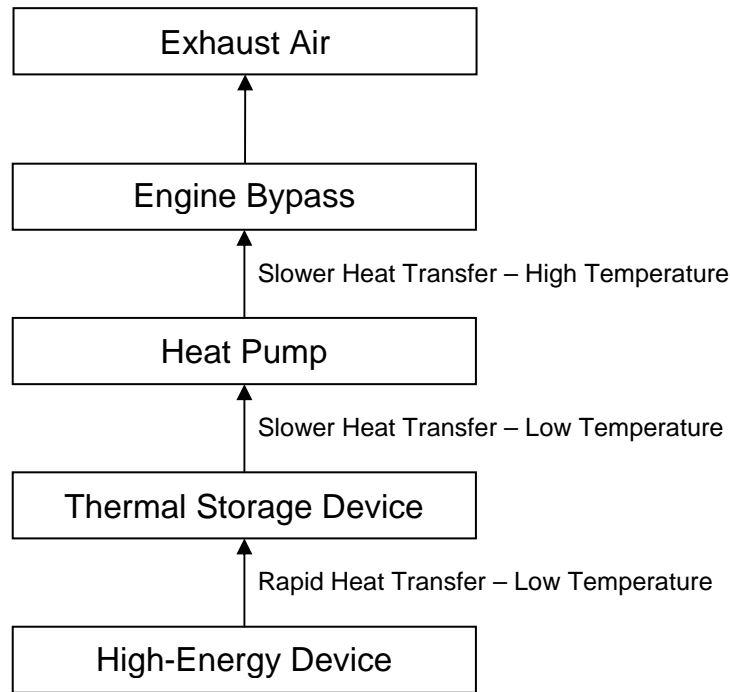 Exhaust Air
Engine Bypass
Slower Heat Transfer – High Temperature
Heat Pump
Slower Heat Transfer – Low Temperature
Thermal Storage Device
Rapid Heat Transfer – Low Temperature
High-Energy Device